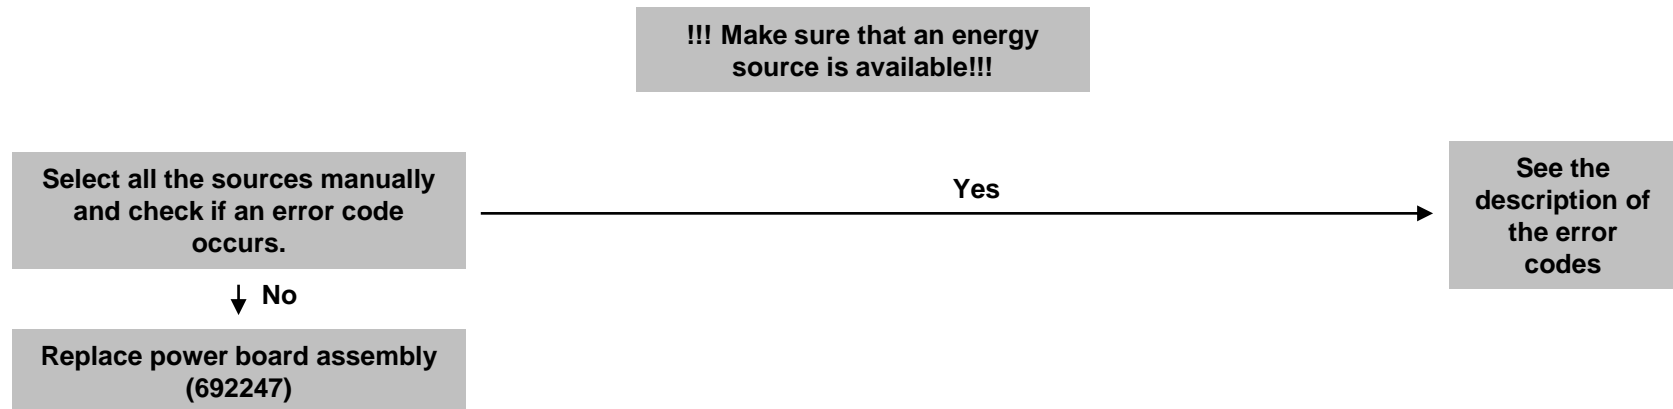 !!! Make sure that an energy
source is available!!!
Select all the sources manually
and check if an error code
occurs.
Yes
See the
description of
the error
codes
No
Replace power board assembly
(692247)